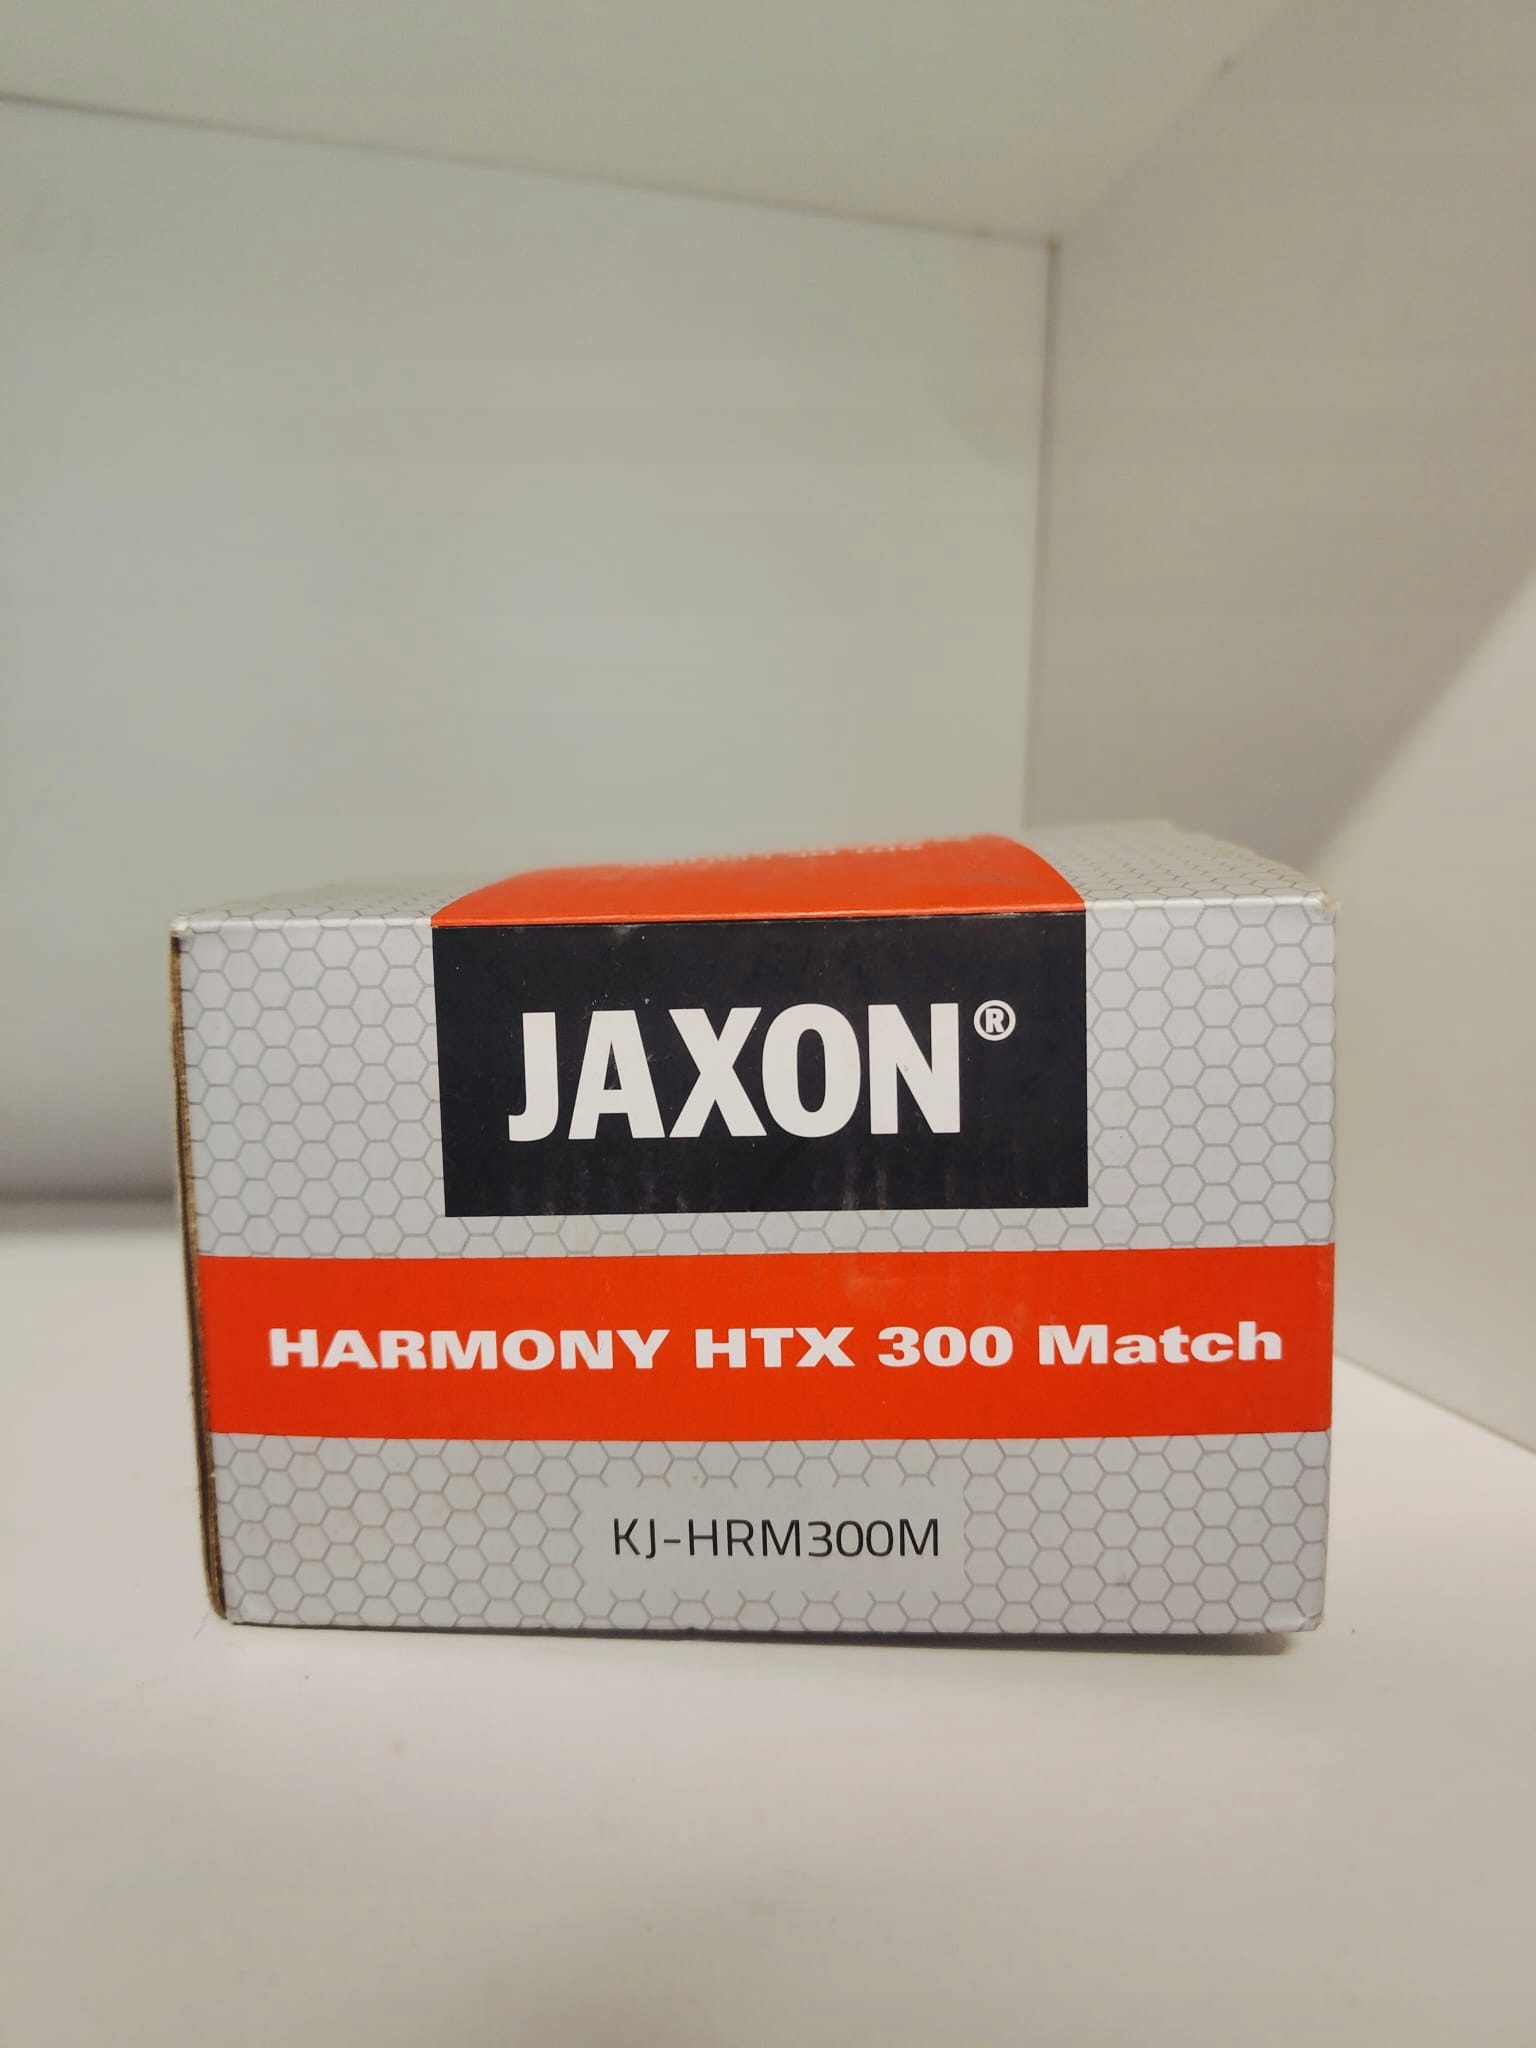 JAXON®
HARMONY HTX 300 Match
KJ-HRM300M